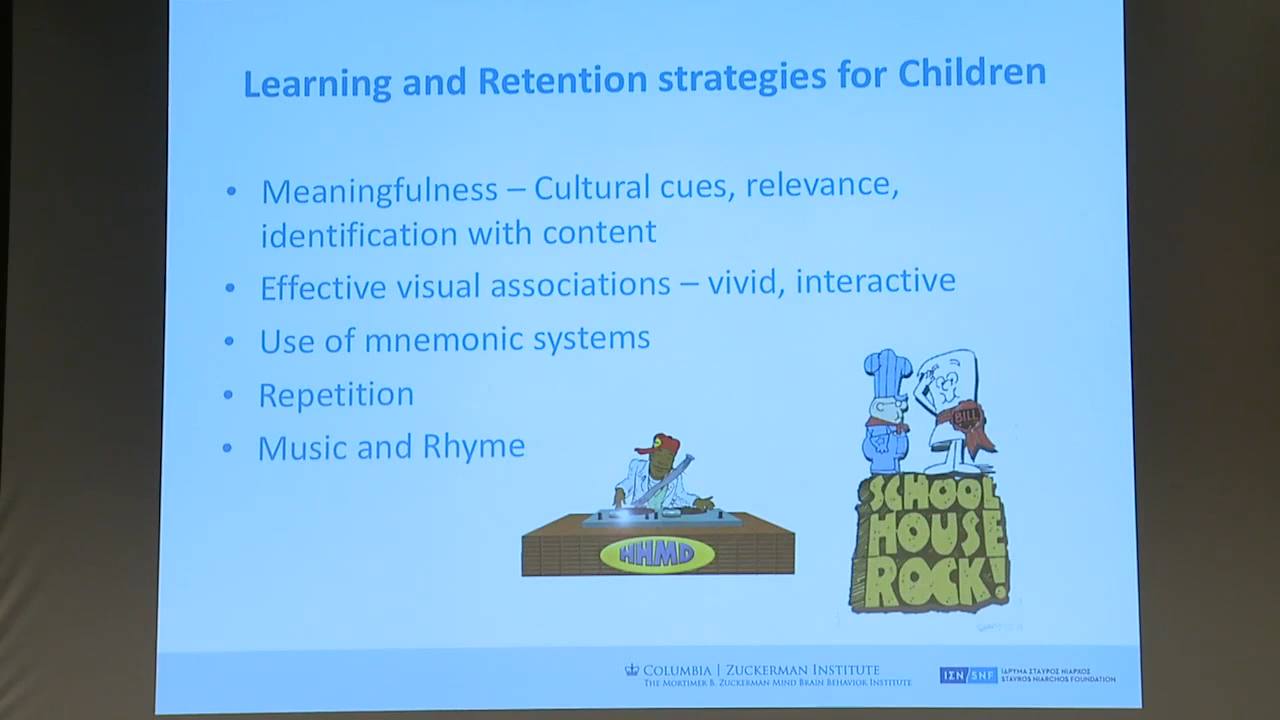 Learning and Retention strategies for Children
• Meaningfulness – Cultural cues, relevance,
identification with content
• Effective visual associations – vivid, interactive
• Use of mnemonic systems
• Repetition
• Music and Rhyme
HHMD
BILL
SCHOOL
HOUSE
ROCK!
COLUMBIA | ZUCKERMAN INSTITUTE
THE MORTIMER B. ZUCKERMAN MIND BRAIN BEHAVIOR INSTITUTE
ΙΣΝ/SNF
ΙΔΡΥΜΑ ΣΤΑΥΡΟΣ ΝΙΑΡΧΟΣ
STAVROS NIARCHOS FOUNDATION